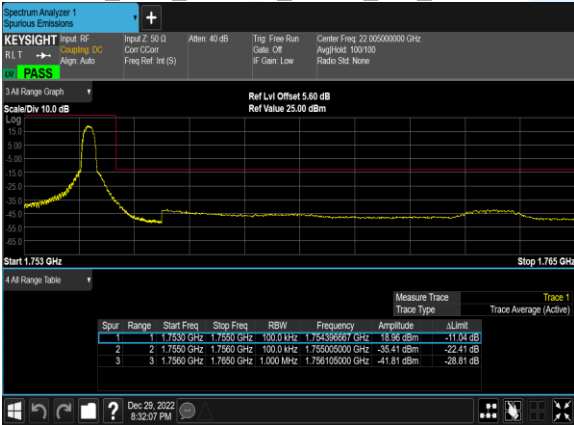 Spectrum Analyzer 1
Spurious Emissions
+
KEYSIGHT Input: RF Input Z: 50 Ω Atten: 40 dB Trig: Free Run Center Freq: 22.005000000 GHz
RLT Coupling: DC Corr CCorr Gate: Off Avg|Hold: 100/100
Align: Auto Freq Ref: Int (S) IF Gain: Low Radio Std: None
LW PASS
3 All Range Graph
Ref Lvl Offset 5.60 dB
Scale/Div 10.0 dB Ref Value 25.00 dBm
Log
15.0
5.00
-5.00
-15.0
-25.0
-35.0
-45.0
-55.0
-65.0
Start 1.753 GHz Stop 1.765 GHz
4 All Range Table
Measure Trace Trace 1
Trace Type Trace Average (Active)
Spur Range Start Freq Stop Freq RBW Frequency Amplitude ΔLimit
1 1 1.7530 GHz 1.7550 GHz 100.0 kHz 1.754396667 GHz 18.96 dBm -11.04 dB
2 2 1.7550 GHz 1.7560 GHz 100.0 kHz 1.755005000 GHz -35.41 dBm -22.41 dB
3 3 1.7560 GHz 1.7650 GHz 1.000 MHz 1.756105000 GHz -41.81 dBm -28.81 dB
? Dec 29, 2022
8:32:07 PM